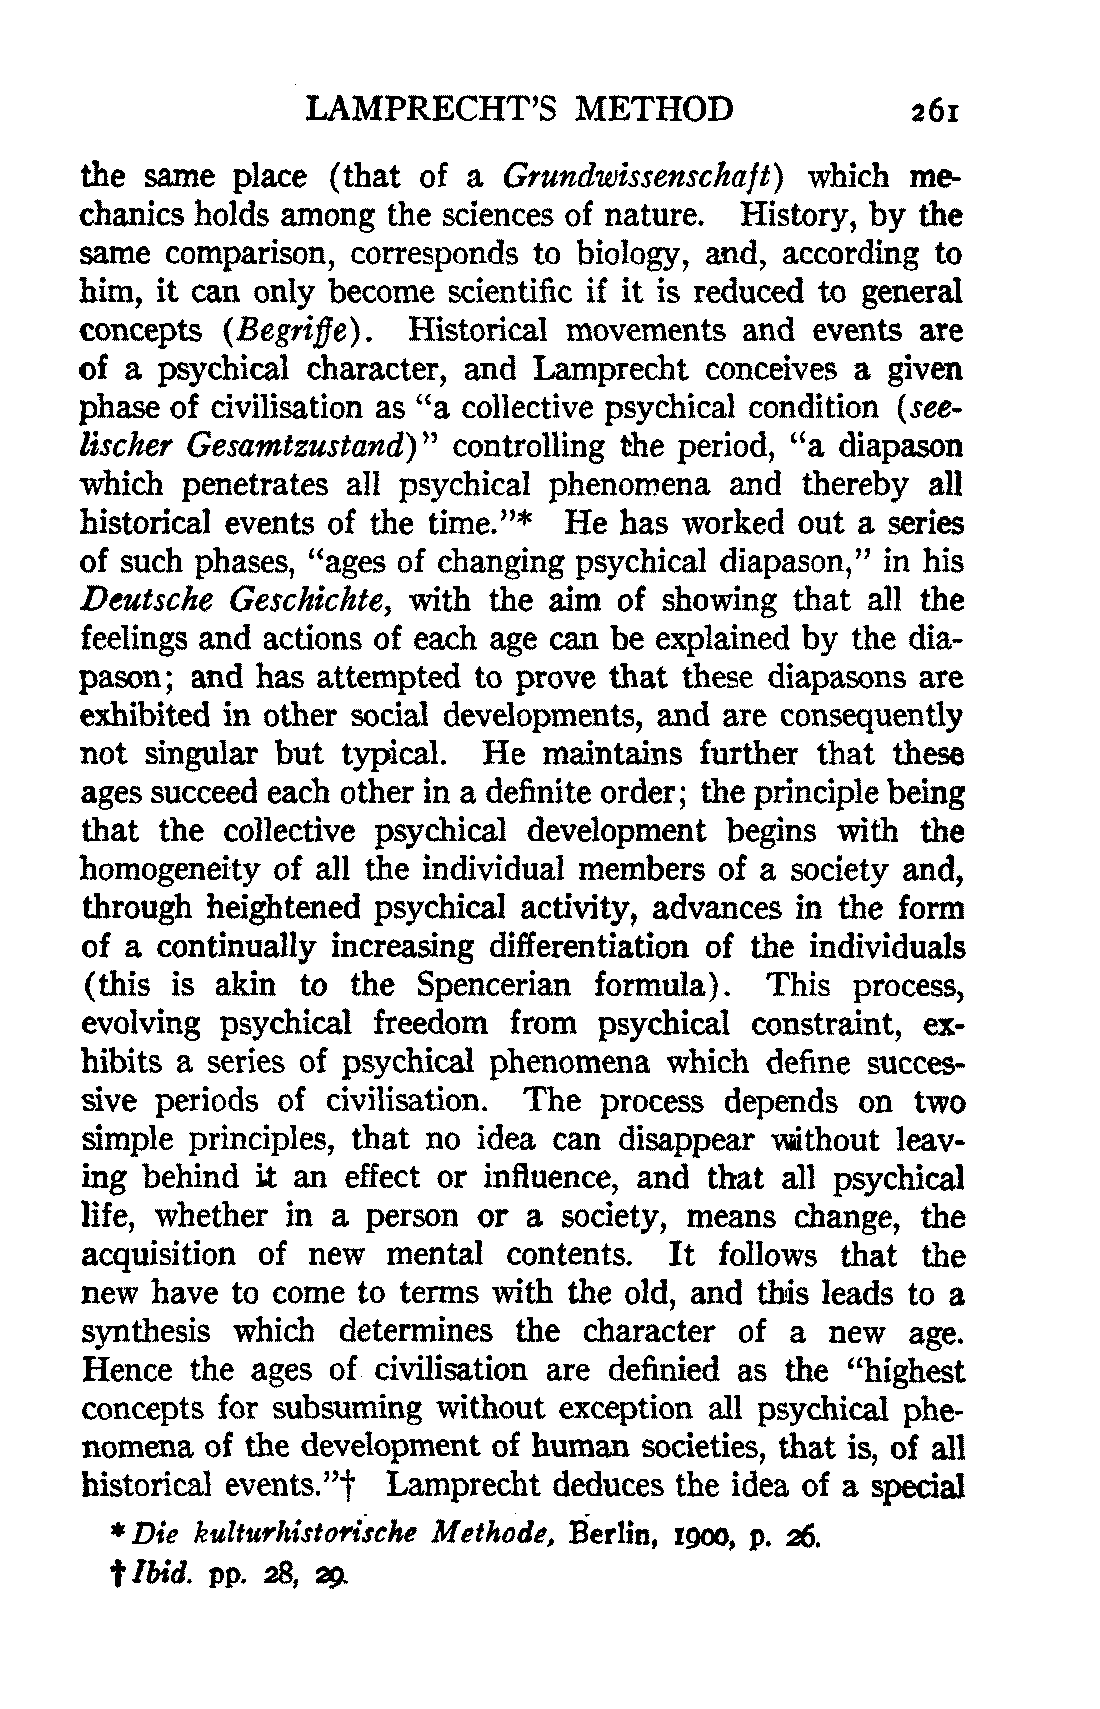 LAMPRECHT'S METHOD 261
the same place (that of a Grundwissenschaft) which me-
chanics holds among the sciences of nature. History, by the
same comparison, corresponds to biology, and, according to
him, it can only become scientific if it is reduced to general
concepts (Begriffe). Historical movements and events are
of a psychical character, and Lamprecht conceives a given
phase of civilisation as "a collective psychical condition (see-
lischer Gesamtzustand)" controlling the period, "a diapason
which penetrates all psychical phenomena and thereby all
historical events of the time."* He has worked out a series
of such phases, "ages of changing psychical diapason," in his
Deutsche Geschichte, with the aim of showing that all the
feelings and actions of each age can be explained by the dia-
pason; and has attempted to prove that these diapasons are
exhibited in other social developments, and are consequently
not singular but typical. He maintains further that these
ages succeed each other in a definite order; the principle being
that the collective psychical development begins with the
homogeneity of all the individual members of a society and,
through heightened psychical activity, advances in the form
of a continually increasing differentiation of the individuals
(this is akin to the Spencerian formula). This process,
evolving psychical freedom from psychical constraint, ex-
hibits a series of psychical phenomena which define succes-
sive periods of civilisation. The process depends on two
simple principles, that no idea can disappear without leav-
ing behind it an effect or influence, and that all psychical
life, whether in a person or a society, means change, the
acquisition of new mental contents. It follows that the
new have to come to terms with the old, and this leads to a
synthesis which determines the character of a new age.
Hence the ages of civilisation are definied as the "highest
concepts for subsuming without exception all psychical phe-
nomena of the development of human societies, that is, of all
historical events."† Lamprecht deduces the idea of a special
* Die kulturhistorische Methode, Berlin, 1900, p. 26.
† Ibid. pp. 28, 29.